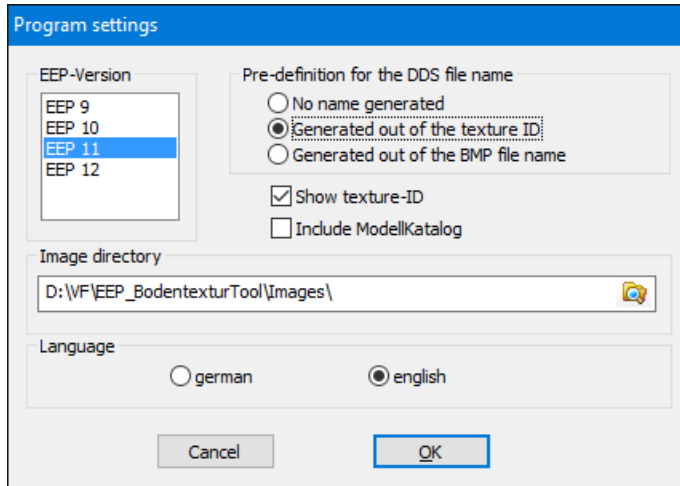 Program settings
EEP-Version
EEP 9
EEP 10
EEP 11
EEP 12
Pre-definition for the DDS file name
No name generated
Generated out of the texture ID
Generated out of the BMP file name
Show texture-ID
Include ModellKatalog
Image directory
D:\VF\EEP_BodentexturTool\Images\
Language
german
english
Cancel
OK